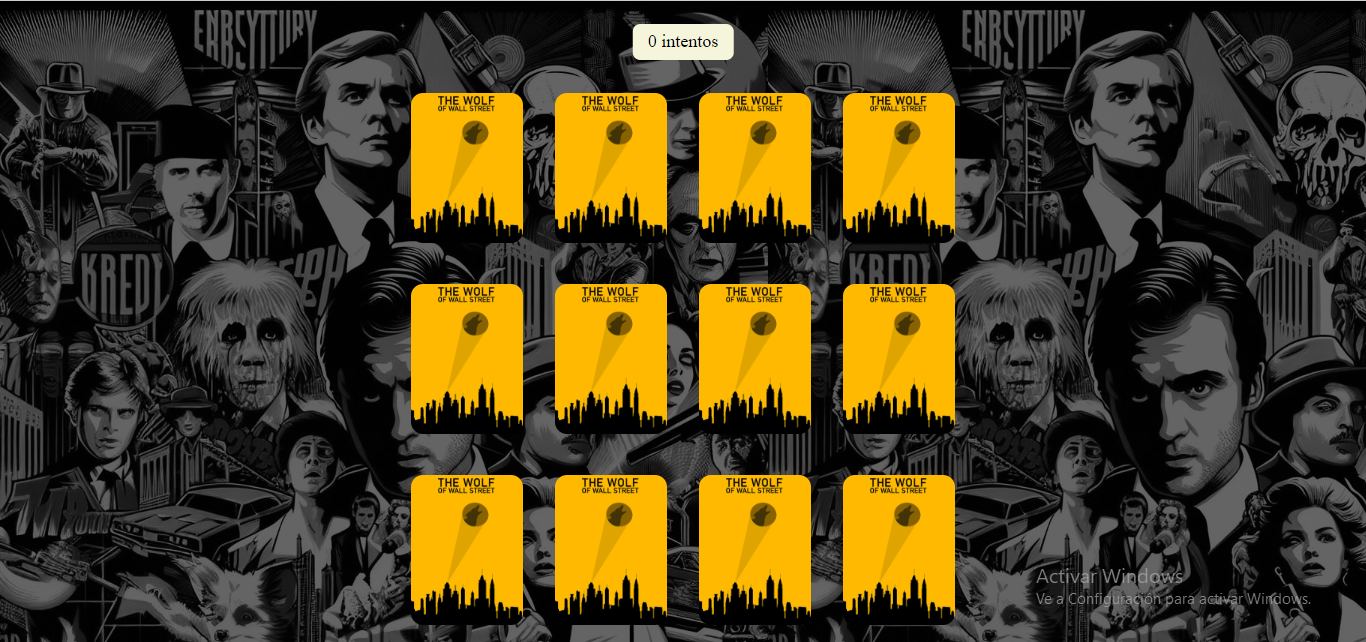 0 intentos
THE WOLF
OF WALL STREET
THE WOLF
OF WALL STREET
THE WOLF
OF WALL STREET
THE WOLF
OF WALL STREET
KREDI
THE WOLF
OF WALL STREET
THE WOLF
OF WALL STREET
THE WOLF
OF WALL STREET
THE WOLF
OF WALL STREET
THE WOLF
OF WALL STREET
THE WOLF
OF WALL STREET
THE WOLF
OF WALL STREET
THE WOLF
OF WALL STREET
Activar Windows
Ve a Configuración para activar Windows.